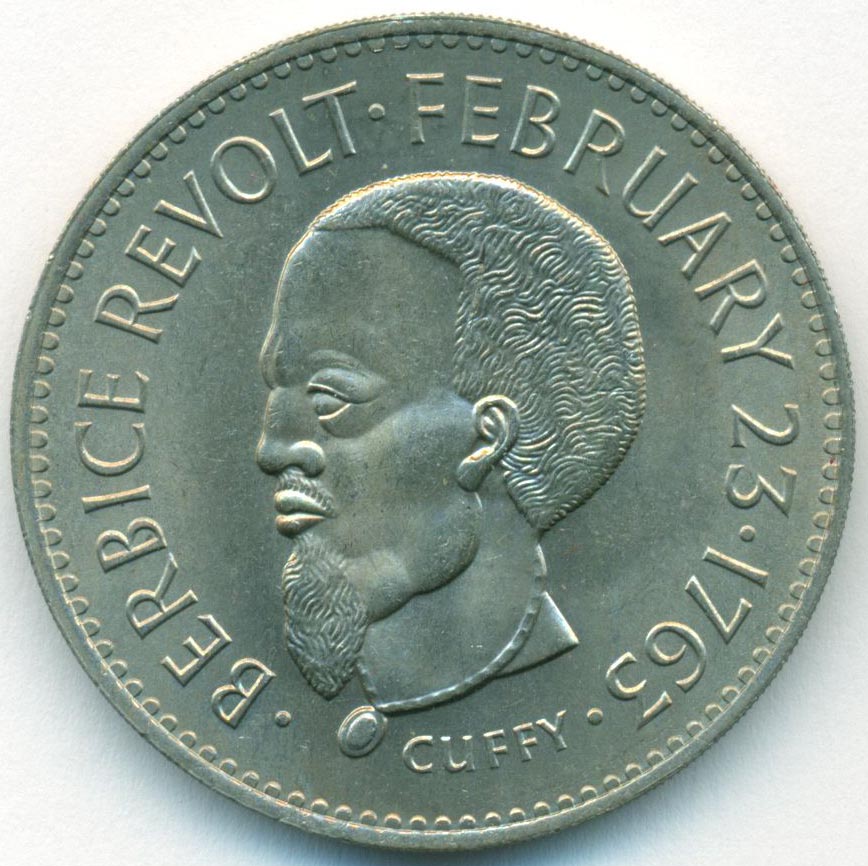 · BERBICE REVOLT · FEBRUARY 23 · 1763 ·
CUFFY